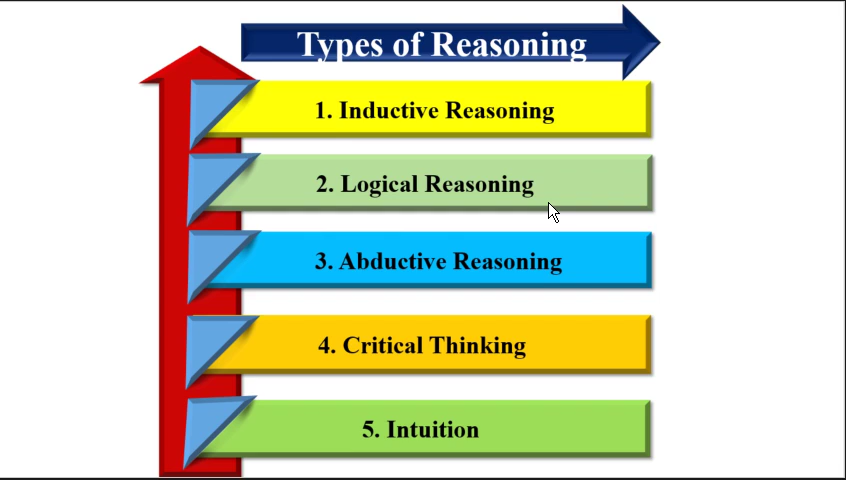 Types of Reasoning
1. Inductive Reasoning
2. Logical Reasoning
3. Abductive Reasoning
4. Critical Thinking
5. Intuition